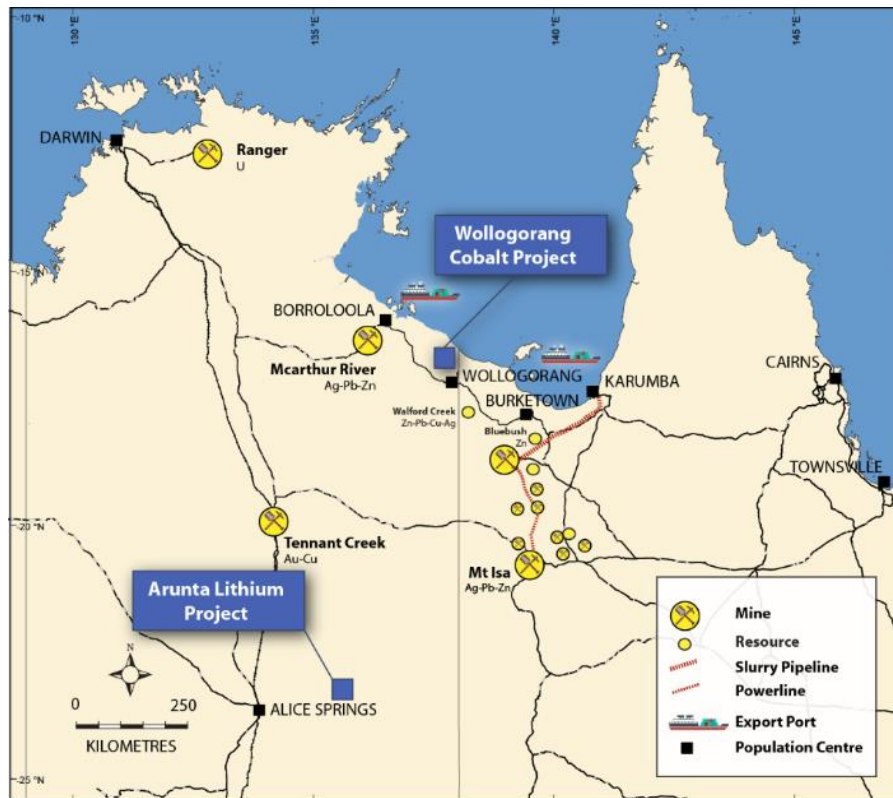 130 °E
135 °E
140 °E
145 °E
-10 °N
DARWIN
Ranger
U
Wollogorang
Cobalt Project
-15 °N
BORROLOOLA
Mcarthur River
Ag-Pb-Zn
WOLLOGORANG
KARUMBA
CAIRNS
BURKETOWN
Walford Creek
Zn-Pb-Cu-Ag
Bluebush
Zn
TOWNSVILLE
-20 °N
Tennant Creek
Au-Cu
Mt Isa
Ag-Pb-Zn
Arunta Lithium
Project
N
0
250
KILOMETRES
ALICE SPRINGS
-25 °N
Mine
Resource
Slurry Pipeline
Powerline
Export Port
Population Centre